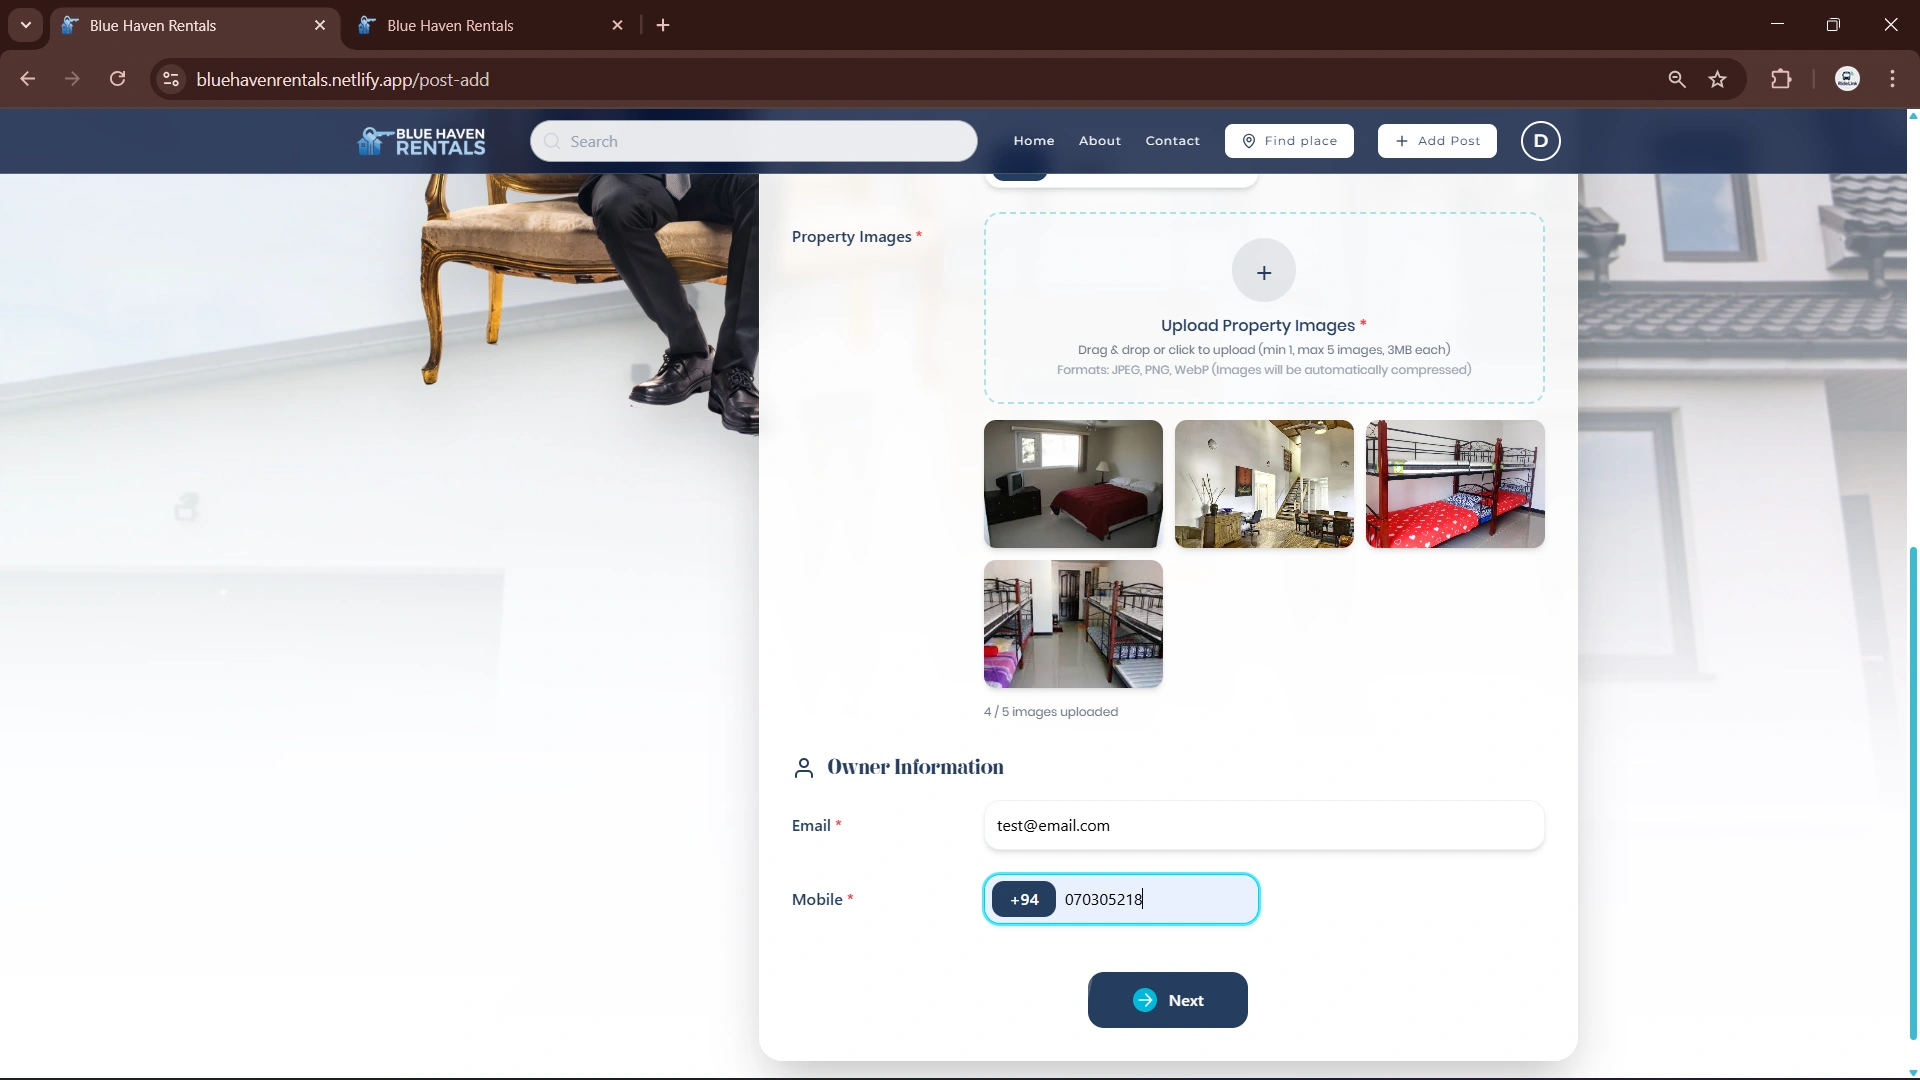 Blue Haven Rentals
Blue Haven Rentals
bluehavenrentals.netlify.app/post-add
BLUE HAVEN
RENTALS
Search
Home
About
Contact
Find place
Add Post
D
Property Images *
Upload Property Images *
Drag & drop or click to upload (min 1, max 5 images, 3MB each)
Formats: JPEG, PNG, WebP (Images will be automatically compressed)
4 / 5 images uploaded
Owner Information
Email *
test@email.com
Mobile *
+94
070305218
Next